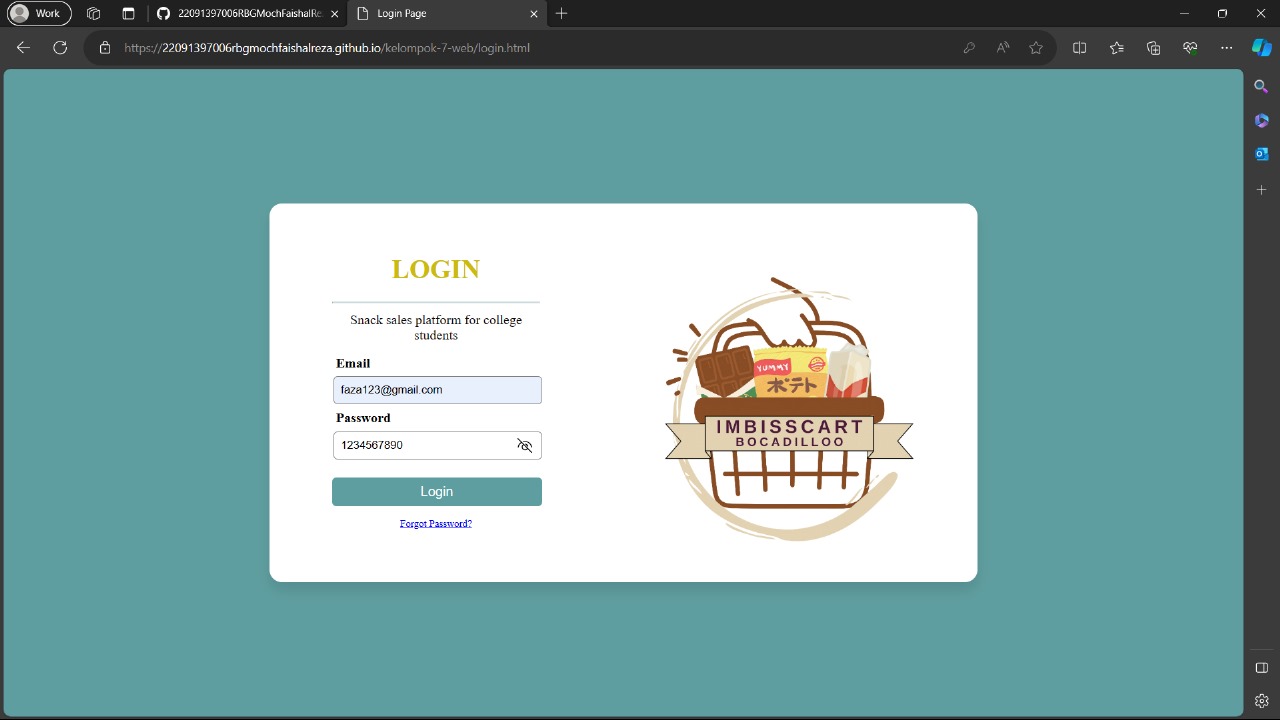 Work
22091397006RBGMochFaishalRe
Login Page
https://22091397006rbgmochfaishalreza.github.io/kelompok-7-web/login.html
LOGIN
Snack sales platform for college
students
Email
faza123@gmail.com
Password
1234567890
Login
Forgot Password?
YUMMY
ポテト
IMBISSCART
BOCADILLOO